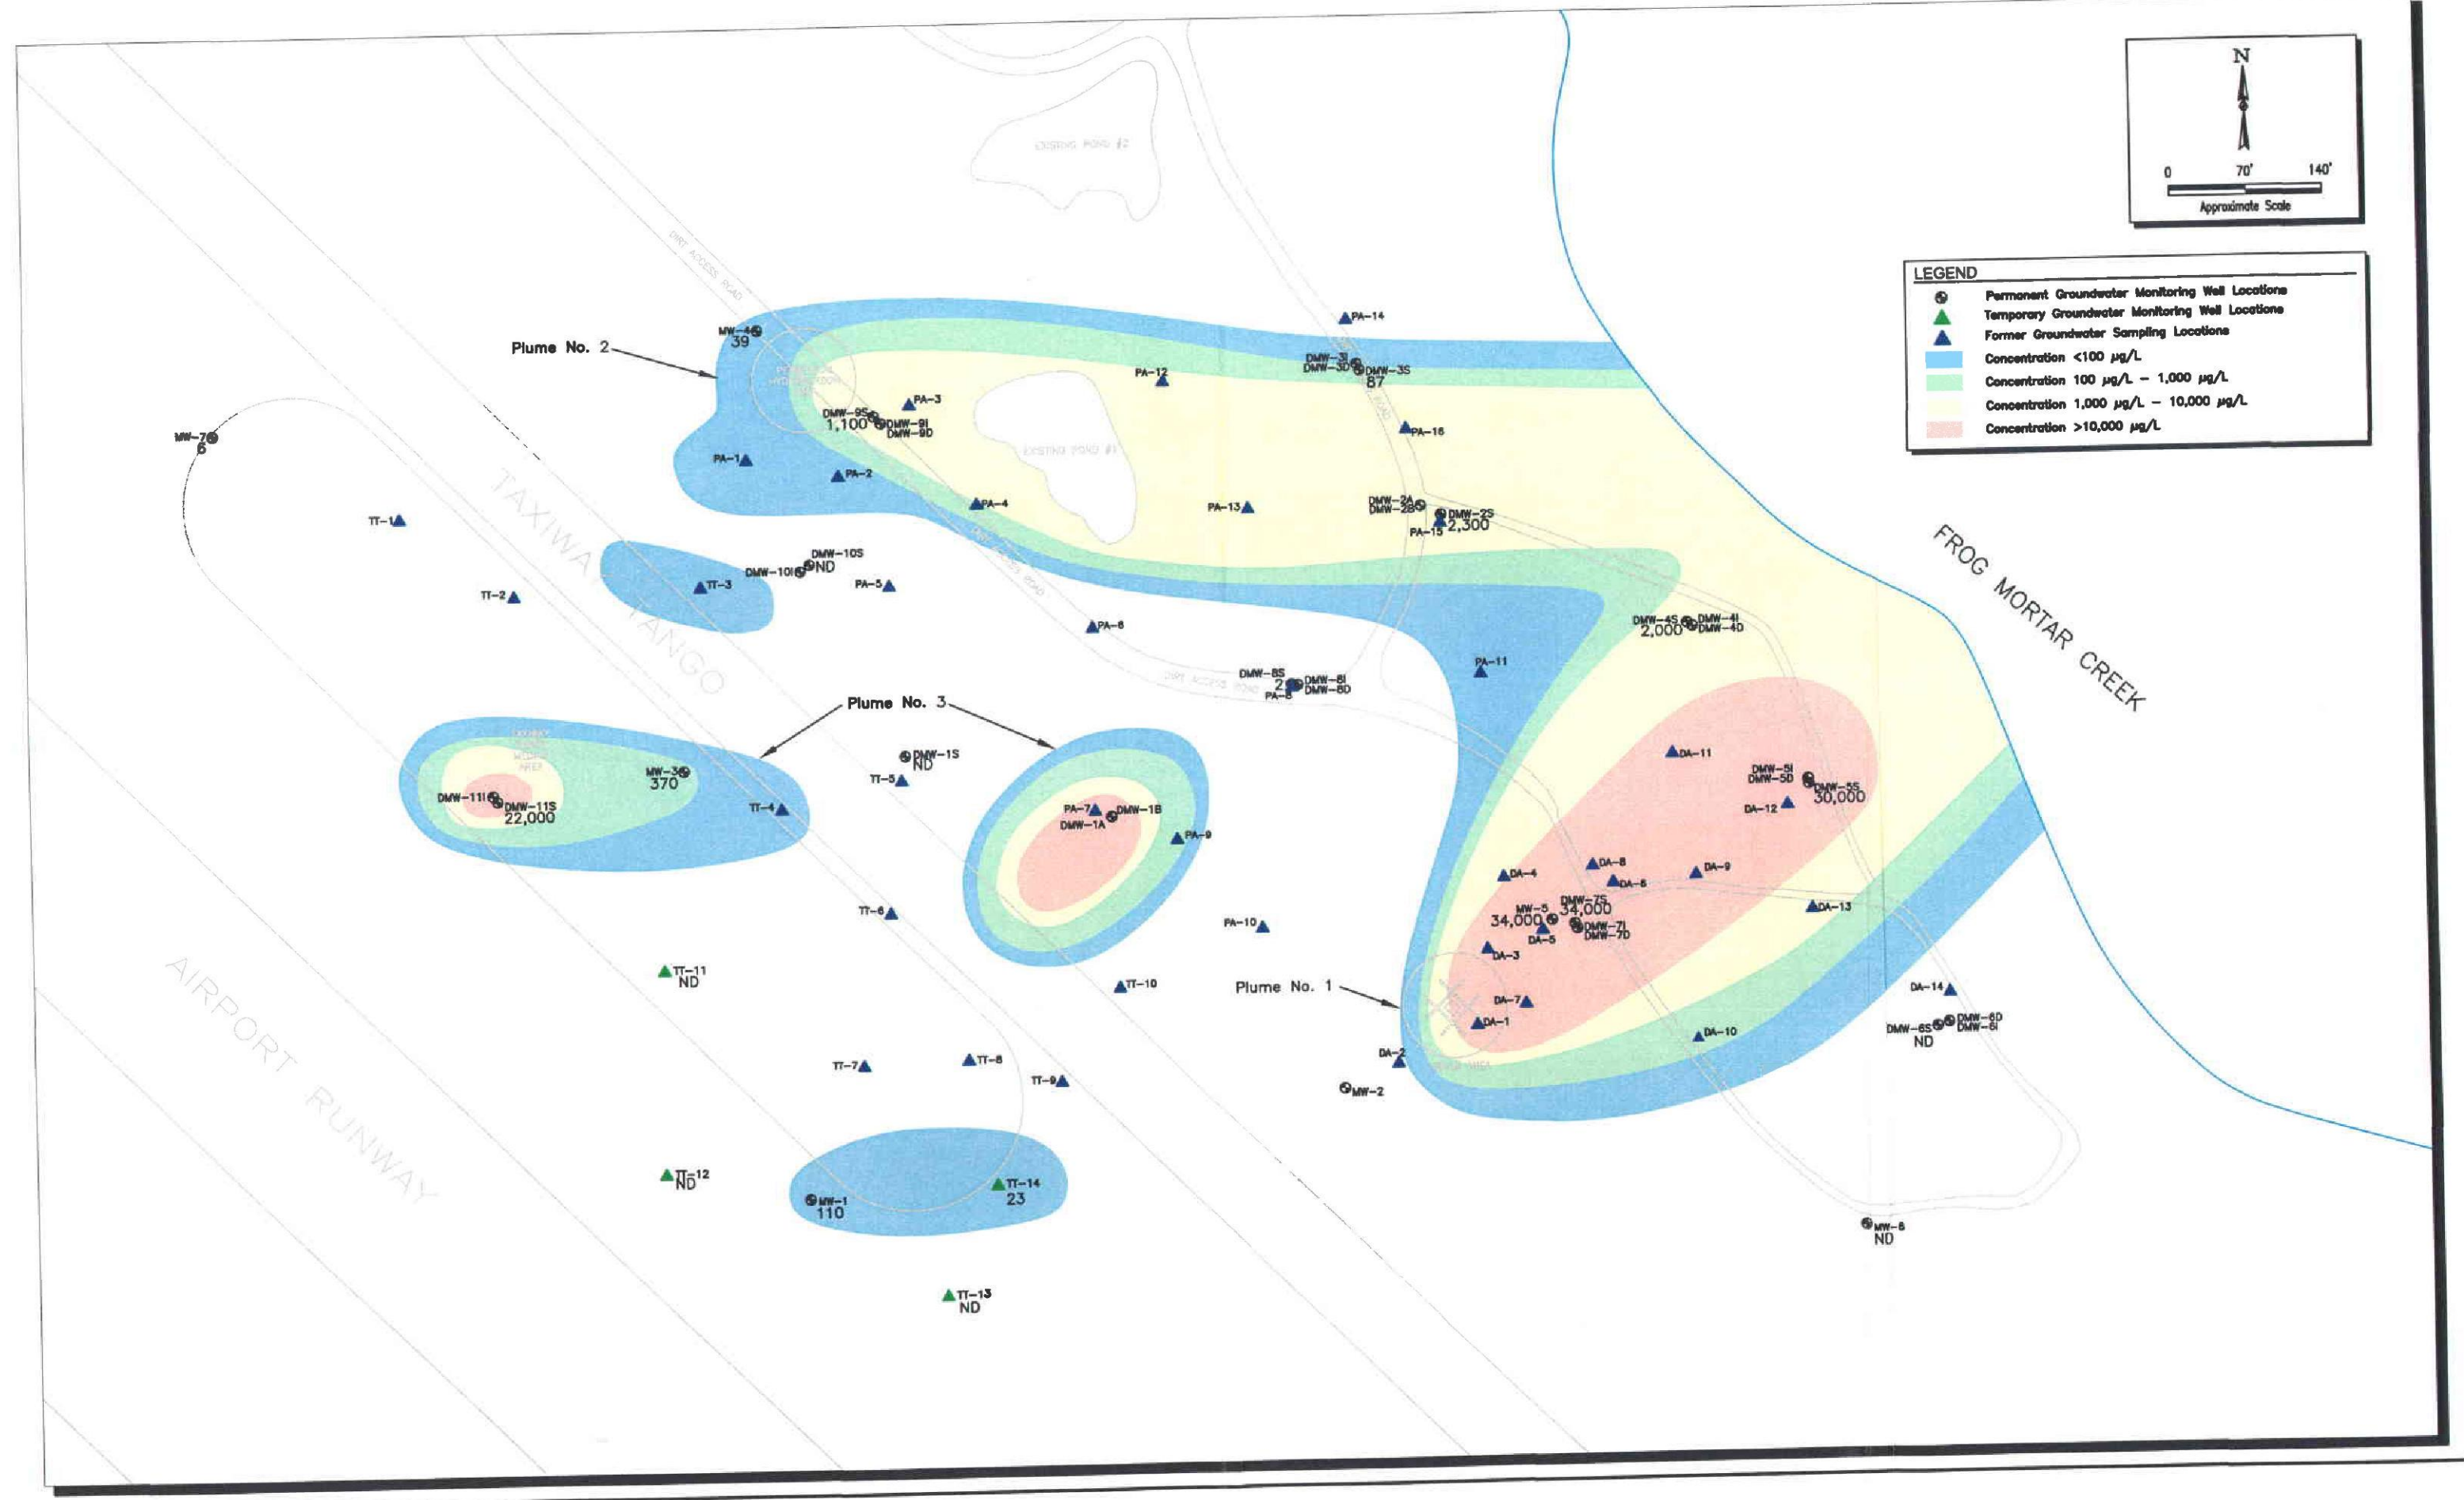 N
0 70' 140'
Approximate Scale
LEGEND
Permanent Groundwater Monitoring Well Locations
Temporary Groundwater Monitoring Well Locations
Former Groundwater Sampling Locations
Concentration <100 µg/L
Concentration 100 µg/L – 1,000 µg/L
Concentration 1,000 µg/L – 10,000 µg/L
Concentration >10,000 µg/L
EXISTING POND #2
DIRT ACCESS ROAD
Plume No. 2
MW-4
39
PA-14
DMW-3I
DMW-3D
DMW-3S
87
PA-12
PA-3
DMW-9S
1,100
DMW-9I
DMW-9D
ROAD
PA-16
MW-7
6
EXISTING POND #1
PA-1
PA-2
PA-4
PA-13
DMW-2A
DMW-2B
DMW-2S
2,300
PA-15
TT-1
TAXIWAY TANGO
DIRT ACCESS ROAD
FROG MORTAR CREEK
DMW-10S
ND
DMW-10I
TT-3
PA-5
TT-2
PA-6
DMW-4S
2,000
DMW-4I
DMW-4D
PA-11
DMW-8S
2
PA-8
DMW-8I
DMW-8D
DIRT ACCESS ROAD
Plume No. 3
AREA
MW-3
370
DMW-11I
DMW-11S
22,000
TT-4
DMW-1S
ND
TT-5
PA-7
DMW-1B
DMW-1A
PA-9
DA-11
DMW-5I
DMW-5D
DMW-5S
30,000
DA-12
DA-4
DA-8
DA-6
DA-9
DA-13
TT-6
PA-10
MW-5
34,000
DMW-7S
34,000
DMW-7I
DMW-7D
DA-5
DA-3
TT-11
ND
TT-10
Plume No. 1
DA-7
DA-1
DA-10
DA-14
DMW-6S
ND
DMW-6D
DMW-6I
AIRPORT RUNWAY
TT-7
TT-8
TT-9
DA-2
MW-2
AREA
TT-12
ND
MW-1
110
TT-14
23
MW-6
ND
TT-13
ND